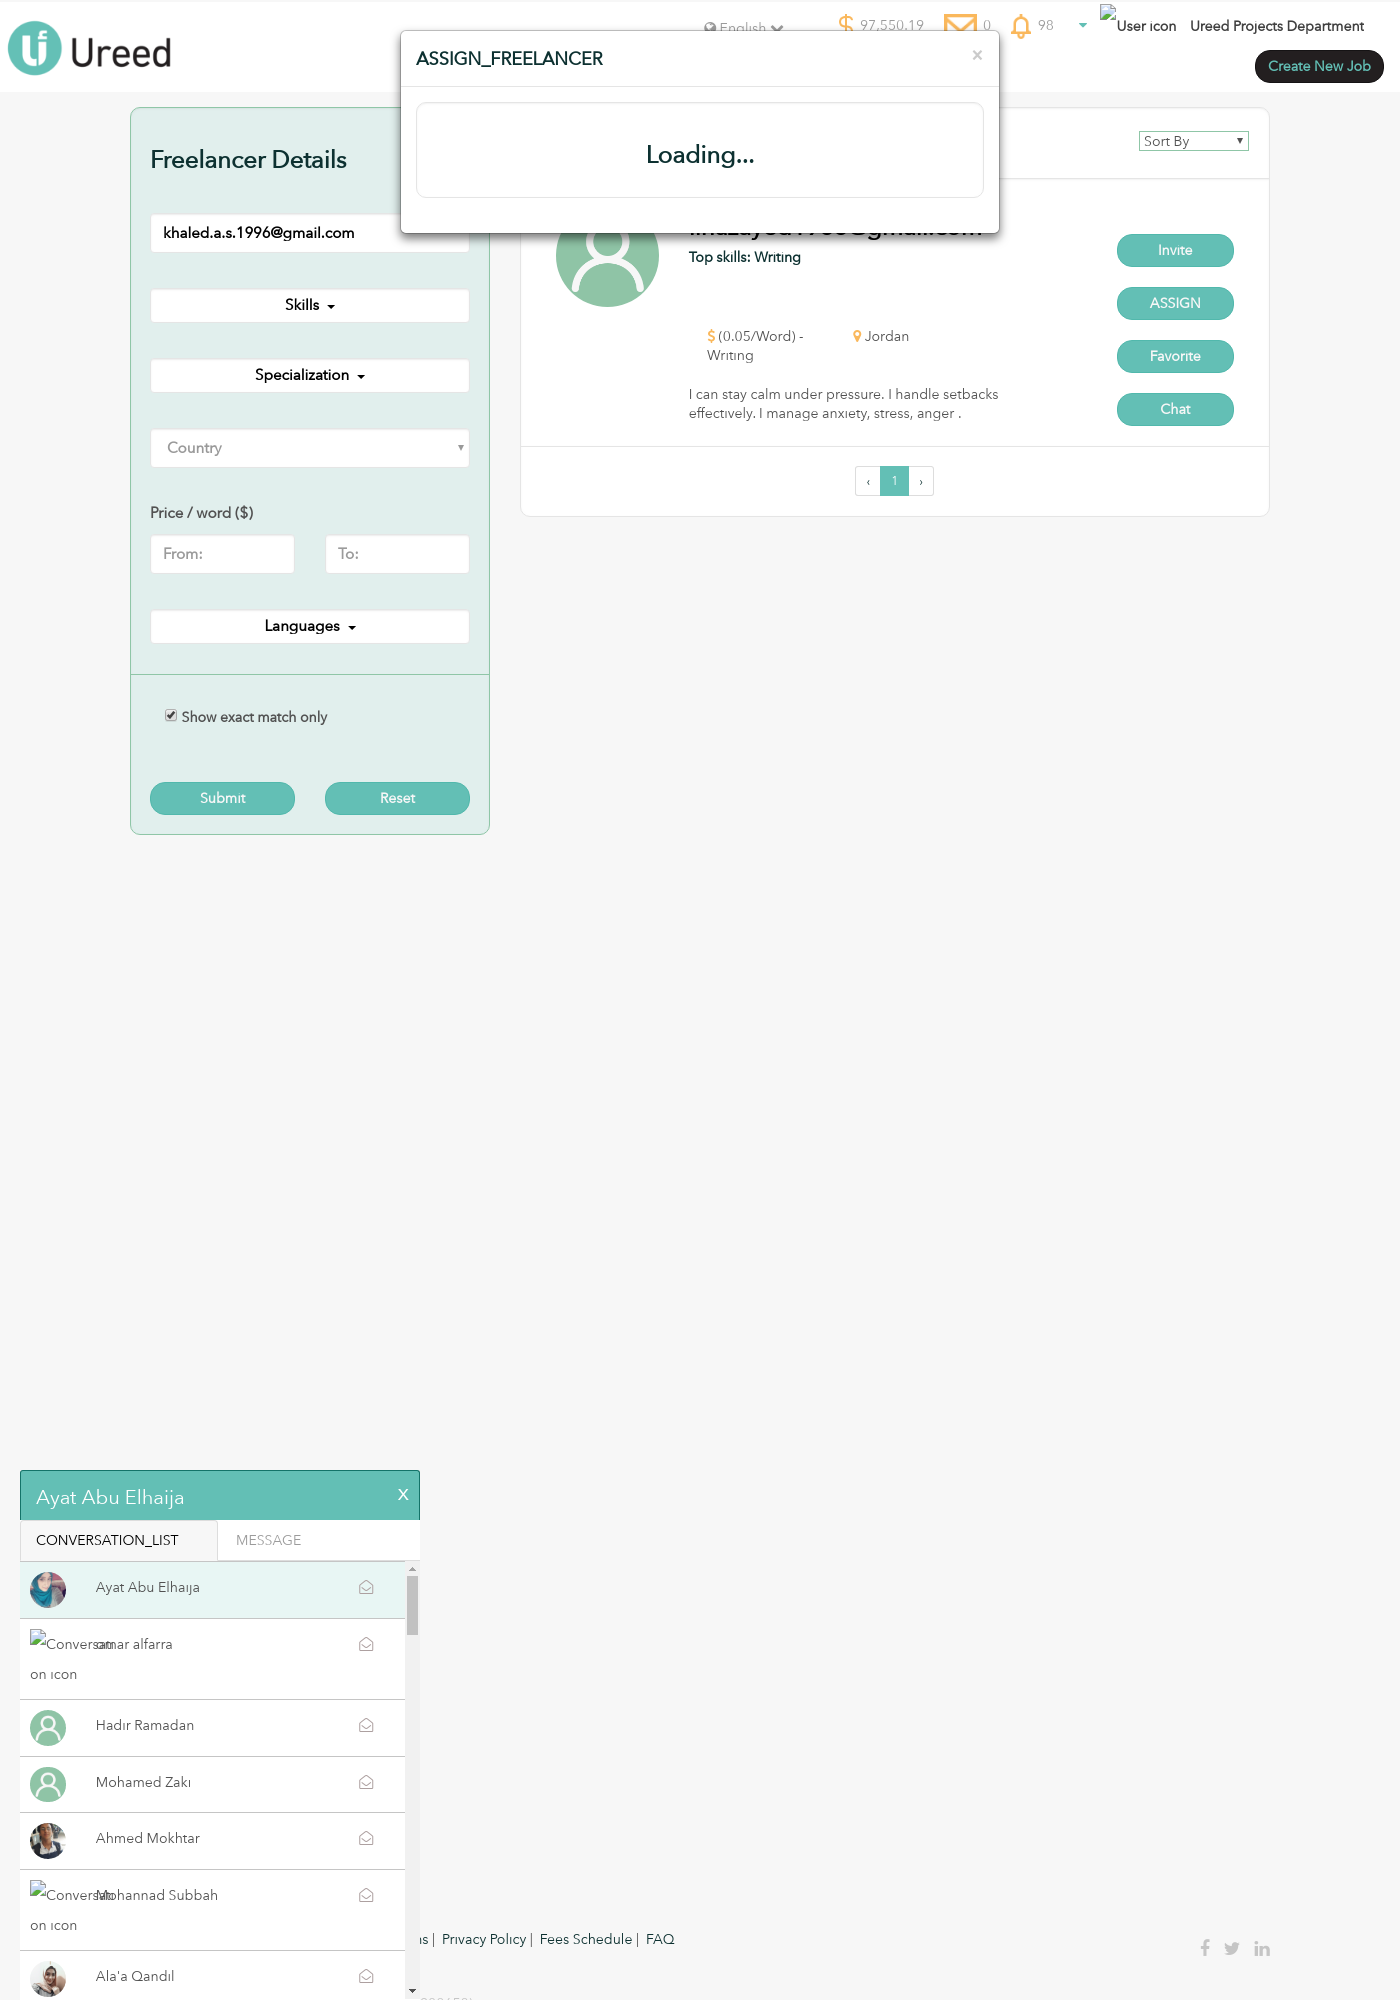 Ureed
English
97,550.19
0
98
User icon
Ureed Projects Department
Create New Job
ASSIGN_FREELANCER
×
Loading...
Freelancer Details
khaled.a.s.1996@gmail.com
Skills
Specialization
Country
Price / word ($)
From:
To:
Languages
Show exact match only
Submit
Reset
Sort By
Top skills: Writing
$ (0.05/Word) -
Writing
Jordan
I can stay calm under pressure. I handle setbacks
effectively. I manage anxiety, stress, anger .
Invite
ASSIGN
Favorite
Chat
‹ 1 ›
Ayat Abu Elhaija
X
CONVERSATION_LIST
MESSAGE
Ayat Abu Elhaija
omar alfarra
on icon
Hadir Ramadan
Mohamed Zaki
Ahmed Mokhtar
Mohannad Subbah
on icon
Ala'a Qandil
| Privacy Policy | Fees Schedule | FAQ